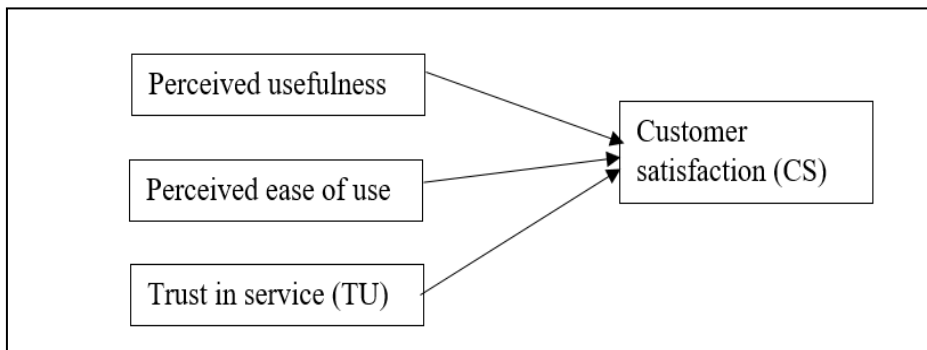 Perceived usefulness
Perceived ease of use
Trust in service (TU)
Customer
satisfaction (CS)